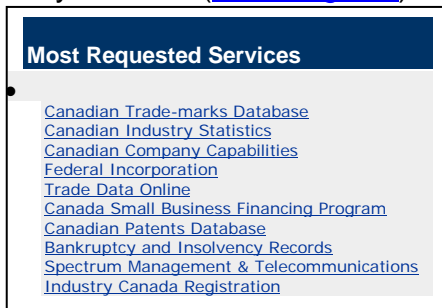 Most Requested Services
Canadian Trade-marks Database
Canadian Industry Statistics
Canadian Company Capabilities
Federal Incorporation
Trade Data Online
Canada Small Business Financing Program
Canadian Patents Database
Bankruptcy and Insolvency Records
Spectrum Management & Telecommunications
Industry Canada Registration